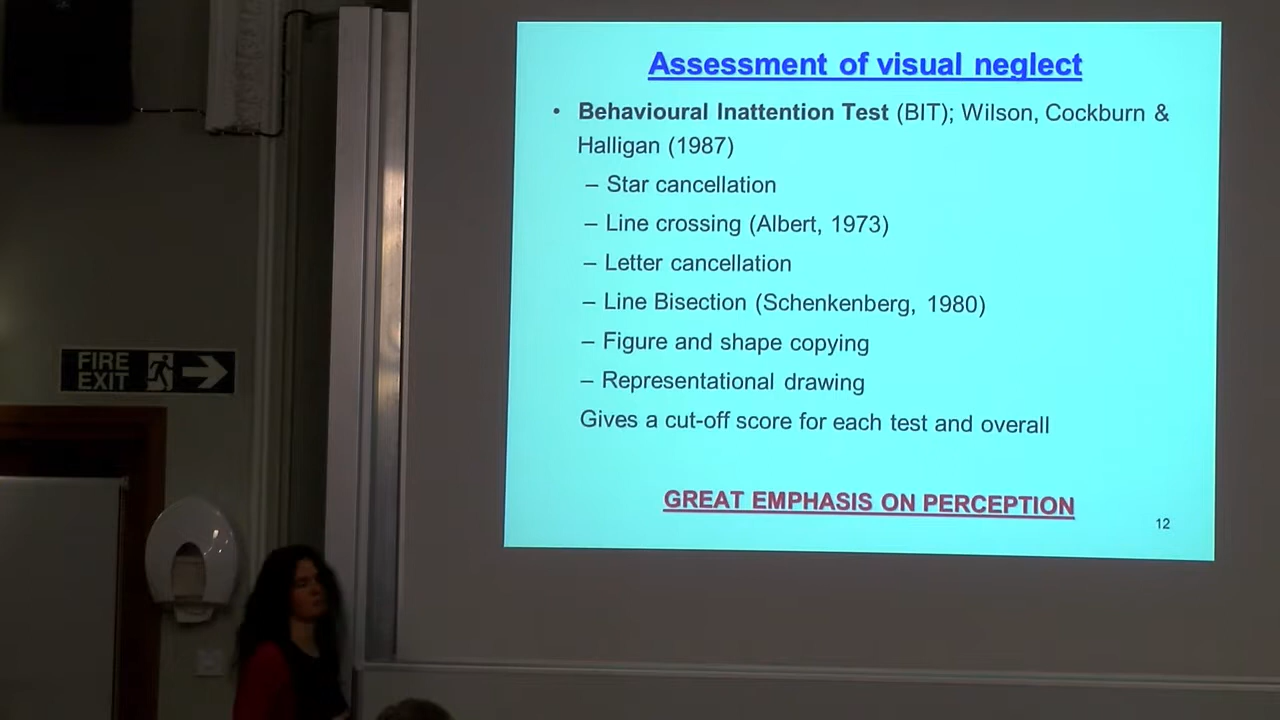 Assessment of visual neglect
• Behavioural Inattention Test (BIT); Wilson, Cockburn &
Halligan (1987)
– Star cancellation
– Line crossing (Albert, 1973)
– Letter cancellation
– Line Bisection (Schenkenberg, 1980)
– Figure and shape copying
– Representational drawing
Gives a cut-off score for each test and overall
GREAT EMPHASIS ON PERCEPTION
12
FIRE
EXIT